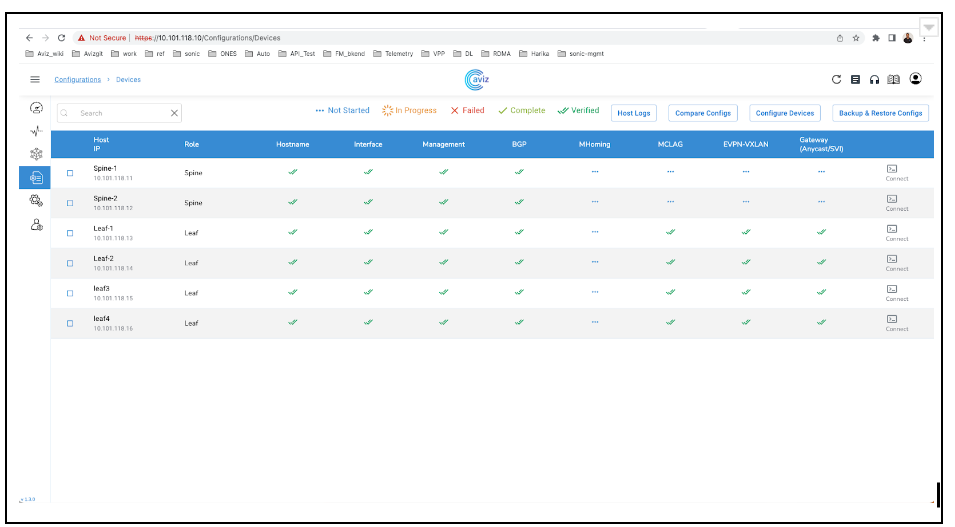 Not Secure | https://10.101.118.10/Configurations/Devices
Aviz_wiki Avizgit work ref sonic ONES Auto API_Test FM_bkend Telemetry VPP DL RDMA Harika sonic-mgmt
Configurations > Devices
aviz
Search
Not Started In Progress Failed Complete Verified Host Logs Compare Configs Configure Devices Backup & Restore Configs
Host IP Role Hostname Interface Management BGP MHoming MCLAG EVPN-VXLAN Gateway (Anycast/SVI)
Spine-1
10.101.118.11 Spine Connect
Spine-2
10.101.118.12 Spine Connect
Leaf-1
10.101.118.13 Leaf Connect
Leaf-2
10.101.118.14 Leaf Connect
leaf3
10.101.118.15 Leaf Connect
leaf4
10.101.118.16 Leaf Connect